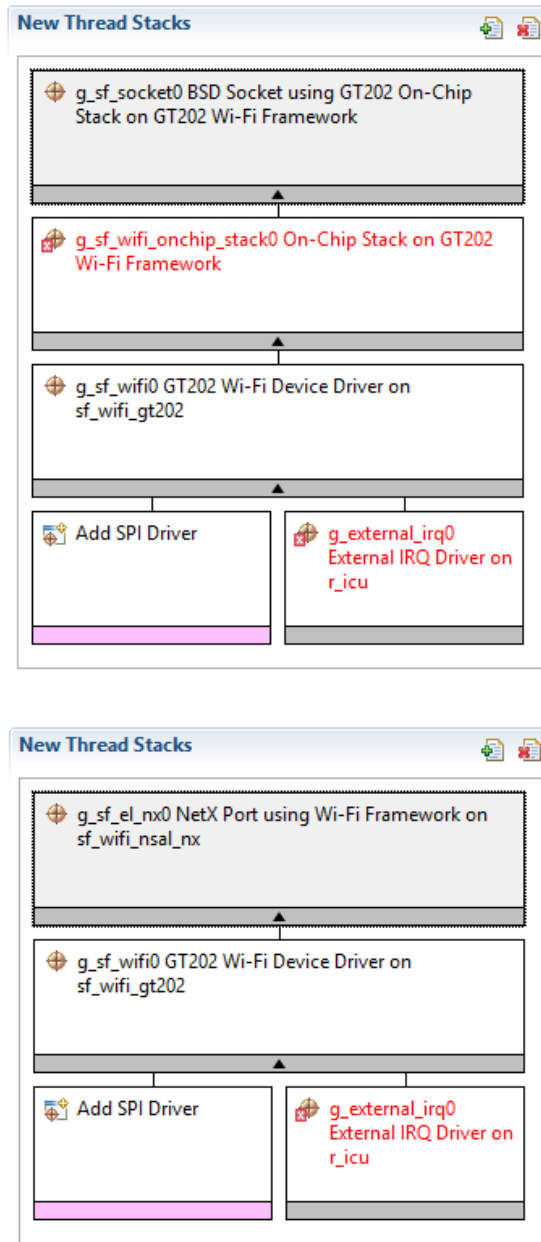 New Thread Stacks
g_sf_socket0 BSD Socket using GT202 On-Chip
Stack on GT202 Wi-Fi Framework
g_sf_wifi_onchip_stack0 On-Chip Stack on GT202
Wi-Fi Framework
g_sf_wifi0 GT202 Wi-Fi Device Driver on
sf_wifi_gt202
Add SPI Driver
g_external_irq0
External IRQ Driver on
r_icu
New Thread Stacks
g_sf_el_nx0 NetX Port using Wi-Fi Framework on
sf_wifi_nsal_nx
g_sf_wifi0 GT202 Wi-Fi Device Driver on
sf_wifi_gt202
Add SPI Driver
g_external_irq0
External IRQ Driver on
r_icu